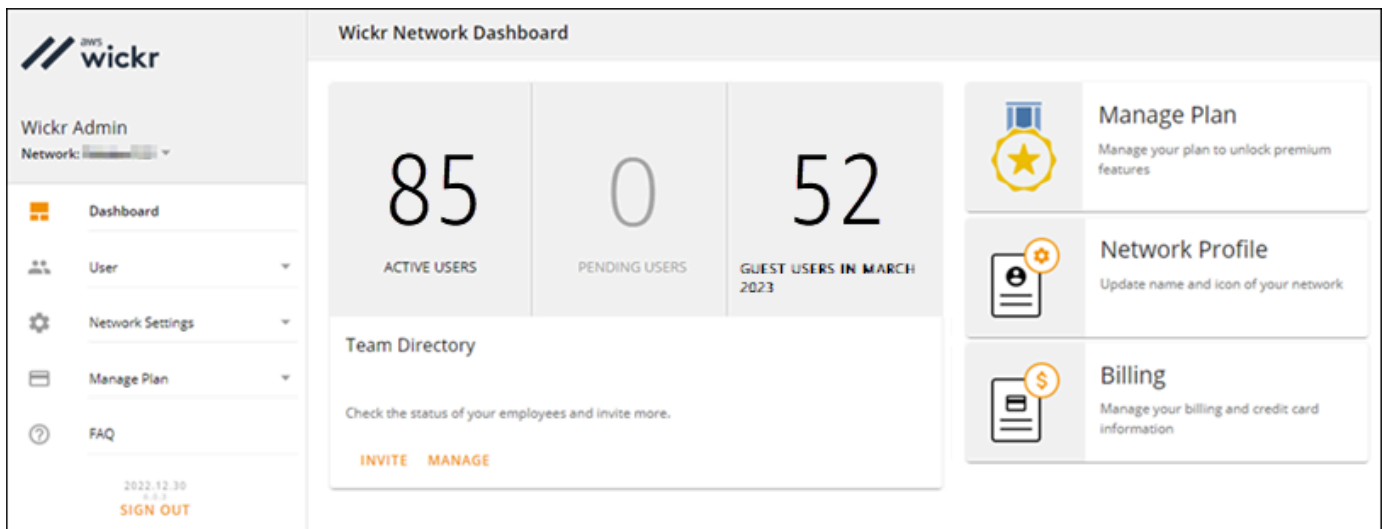 aws
wickr
Wickr Admin
Network:
Dashboard
User
Network Settings
Manage Plan
FAQ
2022.12.30
SIGN OUT
Wickr Network Dashboard
85
ACTIVE USERS
0
PENDING USERS
52
GUEST USERS IN MARCH
2023
Team Directory
Check the status of your employees and invite more.
INVITE MANAGE
Manage Plan
Manage your plan to unlock premium
features
Network Profile
Update name and icon of your network
Billing
Manage your billing and credit card
information